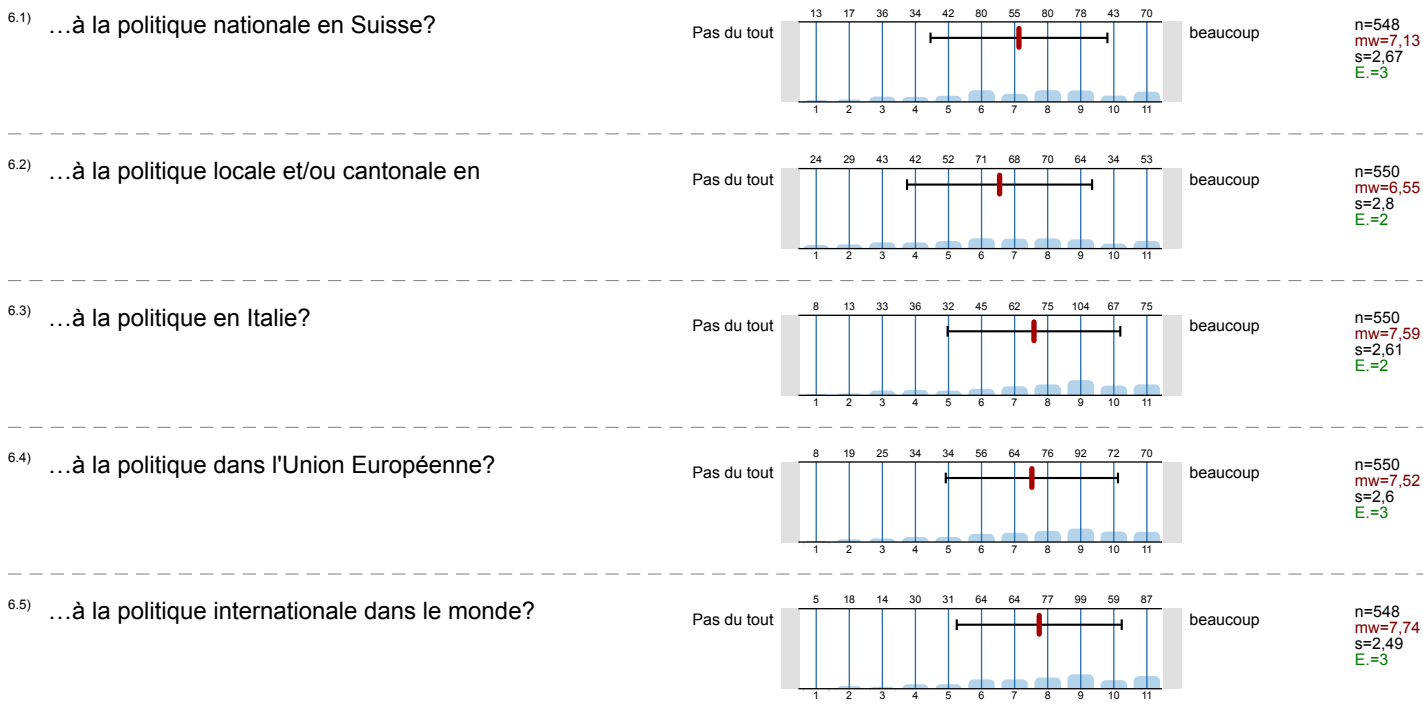 6.1) …à la politique nationale en Suisse?
13 17 36 34 42 80 55 80 78 43 70
Pas du tout
beaucoup
1 2 3 4 5 6 7 8 9 10 11
n=548
mw=7,13
s=2,67
E.=3
6.2) …à la politique locale et/ou cantonale en
24 29 43 42 52 71 68 70 64 34 53
Pas du tout
beaucoup
1 2 3 4 5 6 7 8 9 10 11
n=550
mw=6,55
s=2,8
E.=2
6.3) …à la politique en Italie?
8 13 33 36 32 45 62 75 104 67 75
Pas du tout
beaucoup
1 2 3 4 5 6 7 8 9 10 11
n=550
mw=7,59
s=2,61
E.=2
6.4) …à la politique dans l'Union Européenne?
8 19 25 34 34 56 64 76 92 72 70
Pas du tout
beaucoup
1 2 3 4 5 6 7 8 9 10 11
n=550
mw=7,52
s=2,6
E.=3
6.5) …à la politique internationale dans le monde?
5 18 14 30 31 64 64 77 99 59 87
Pas du tout
beaucoup
1 2 3 4 5 6 7 8 9 10 11
n=548
mw=7,74
s=2,49
E.=3